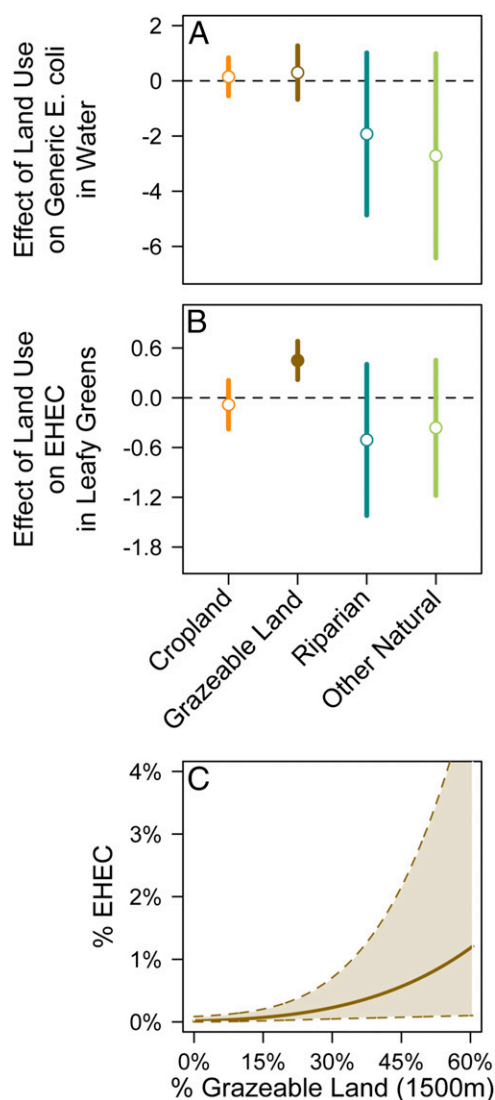 A
Effect of Land Use
on Generic E. coli
in Water
2
0
-2
-4
-6
B
Effect of Land Use
on EHEC
in Leafy Greens
0.6
0.0
-0.6
-1.2
-1.8
Cropland
Grazeable Land
Riparian
Other Natural
C
% EHEC
4%
3%
2%
1%
0%
0% 15% 30% 45% 60%
% Grazeable Land (1500m)